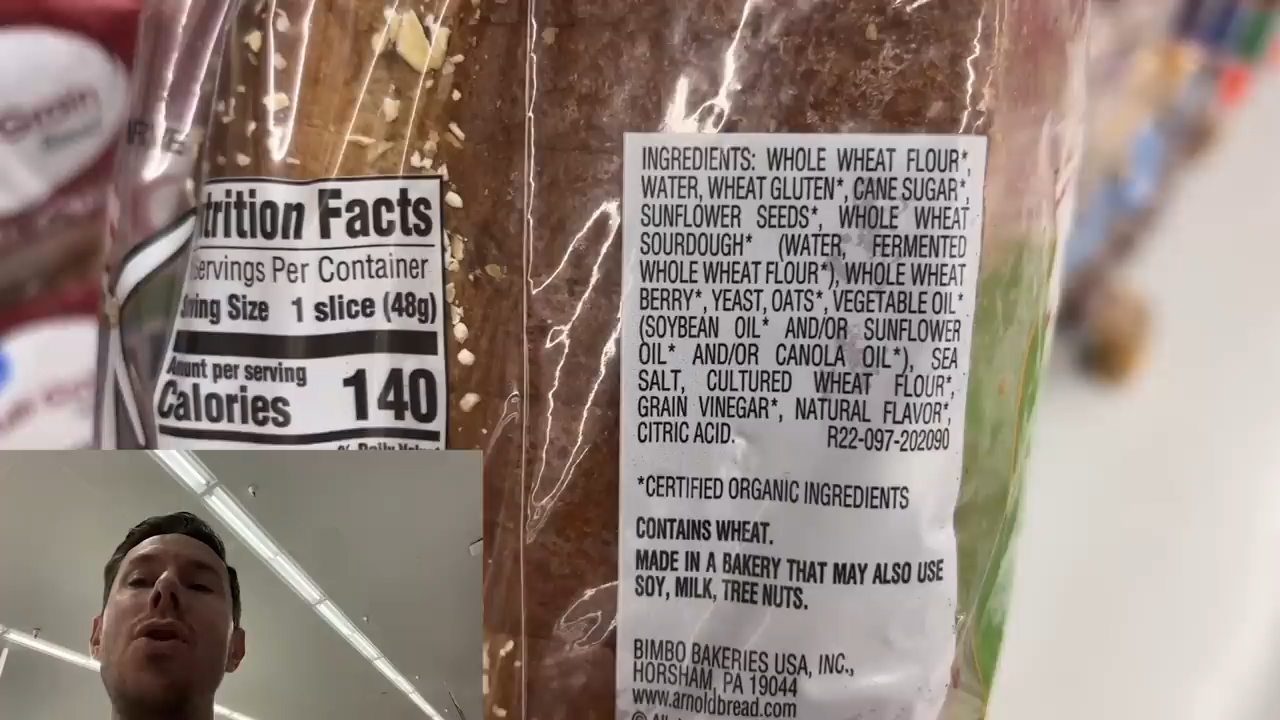 trition Facts
Servings Per Container
Serving Size 1 slice (48g)
Amount per serving
Calories 140
% Daily Value
INGREDIENTS: WHOLE WHEAT FLOUR*,
WATER, WHEAT GLUTEN*, CANE SUGAR*,
SUNFLOWER SEEDS*, WHOLE WHEAT
SOURDOUGH* (WATER, FERMENTED
WHOLE WHEAT FLOUR*), WHOLE WHEAT
BERRY*, YEAST, OATS*, VEGETABLE OIL*
(SOYBEAN OIL* AND/OR SUNFLOWER
OIL* AND/OR CANOLA OIL*), SEA
SALT, CULTURED WHEAT FLOUR*,
GRAIN VINEGAR*, NATURAL FLAVOR*,
CITRIC ACID. R22-097-202090
*CERTIFIED ORGANIC INGREDIENTS
CONTAINS WHEAT.
MADE IN A BAKERY THAT MAY ALSO USE
SOY, MILK, TREE NUTS.
BIMBO BAKERIES USA, INC.,
HORSHAM, PA 19044
www.arnoldbread.com